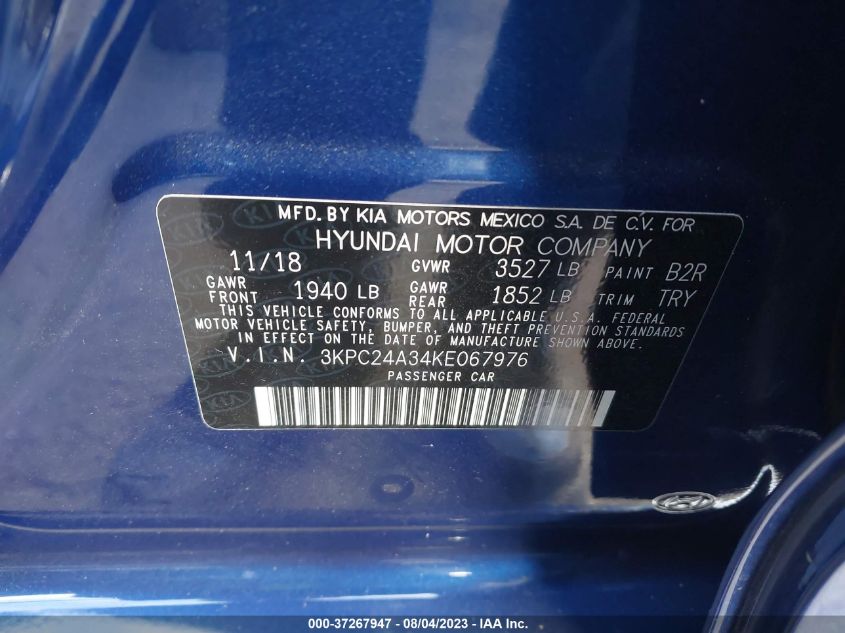 MFD. BY KIA MOTORS MEXICO S.A. DE C.V. FOR
HYUNDAI MOTOR COMPANY
11/18 GVWR 3527 LB PAINT B2R
GAWR FRONT 1940 LB GAWR REAR 1852 LB TRIM TRY
THIS VEHICLE CONFORMS TO ALL APPLICABLE U.S.A. FEDERAL
MOTOR VEHICLE SAFETY, BUMPER, AND THEFT PREVENTION STANDARDS
IN EFFECT ON THE DATE OF MANUFACTURE SHOWN ABOVE.
V.I.N. 3KPC24A34KE067976
PASSENGER CAR
000-37267947 - 08/04/2023 - IAAI.COM